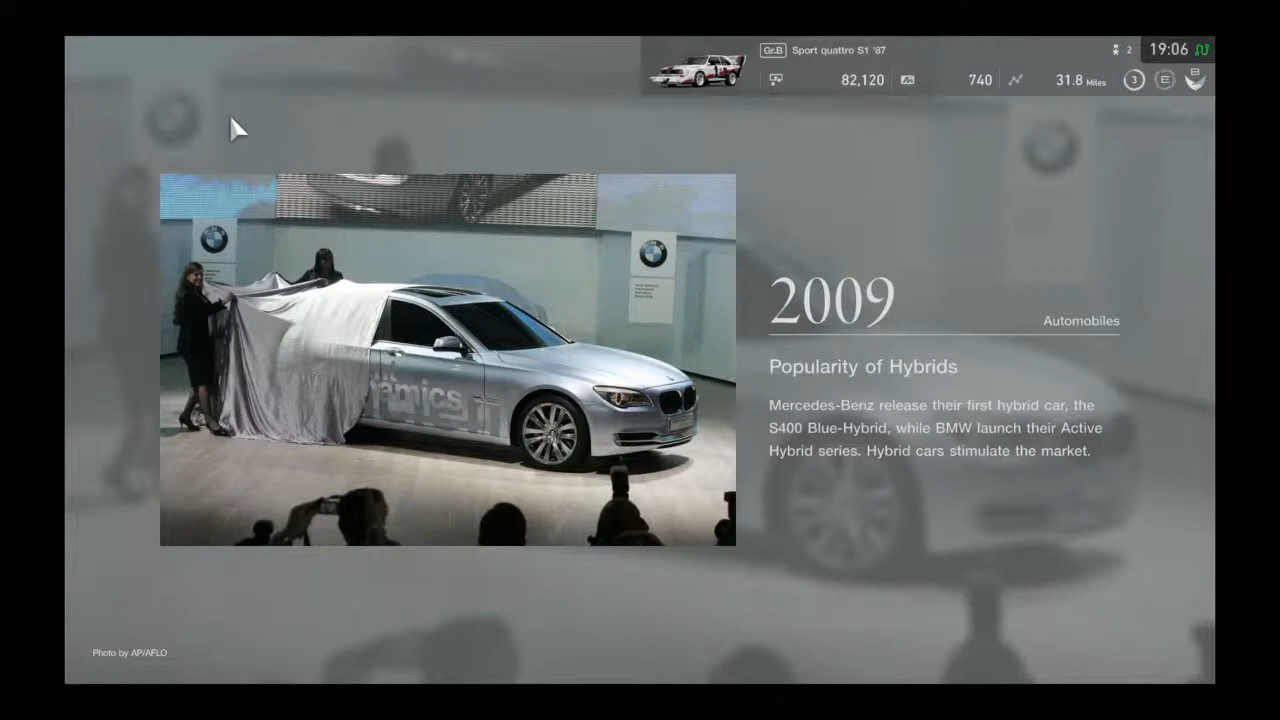 Gr.B Sport quattro S1 '87
2
19:06
82,120
740
31.8 Miles
3
E
B
2009
Automobiles
Popularity of Hybrids
Mercedes-Benz release their first hybrid car, the
S400 Blue-Hybrid, while BMW launch their Active
Hybrid series. Hybrid cars stimulate the market.
namics
Photo by AP/AFLO